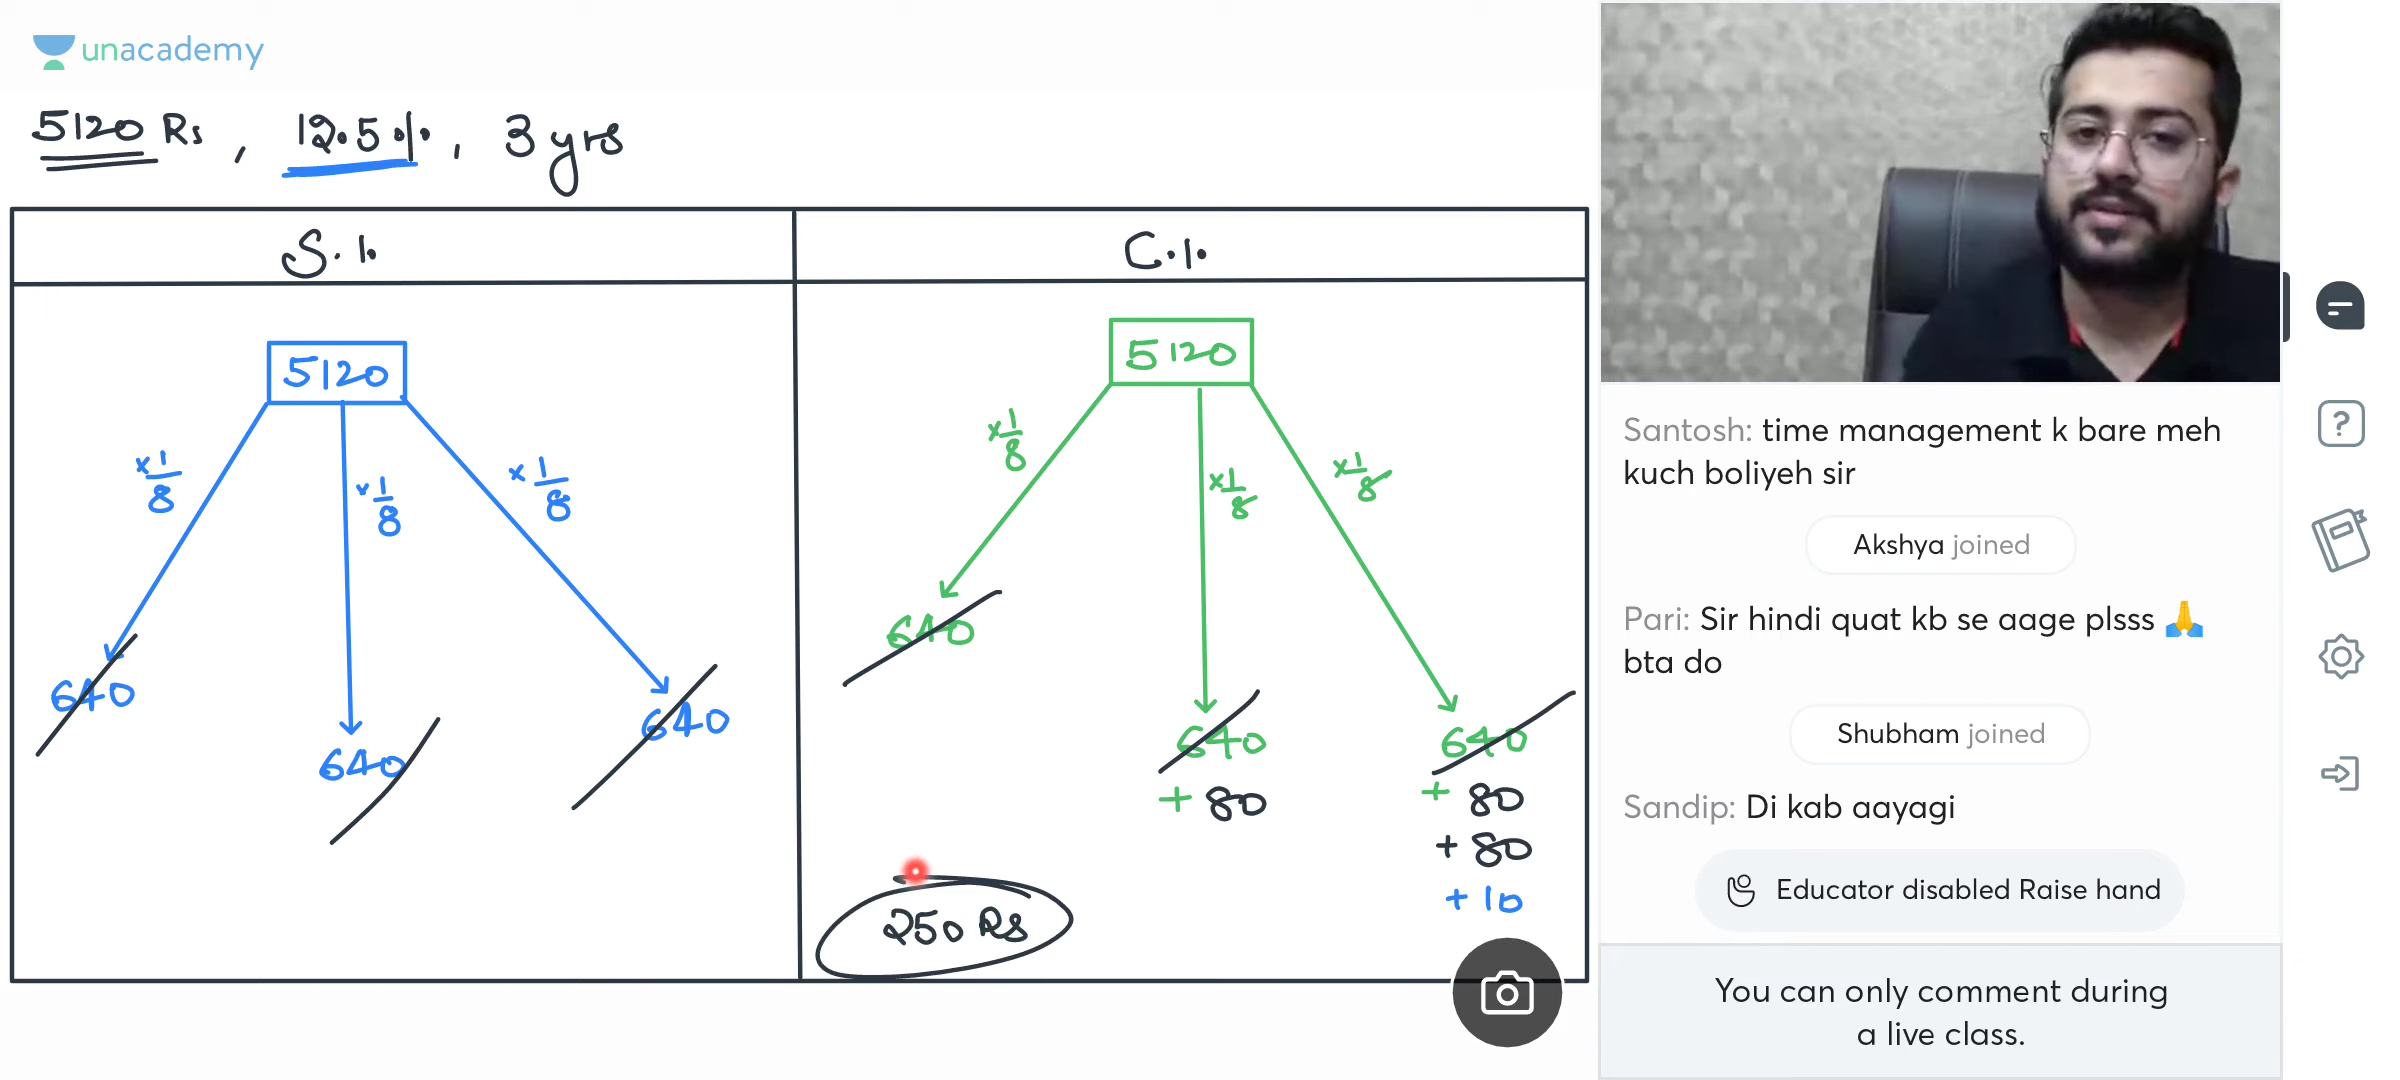 unacademy
5120 Rs, 12.5%, 3 yrs
S.I.
C.I.
5120
×1/8
×1/8
×1/8
640
640
640
5120
×1/8
×1/8
×1/8
640
640
+ 80
640
+ 80
+ 80
+ 10
250 Rs
Santosh: time management k bare meh
kuch boliyeh sir
Akshya joined
Pari: Sir hindi quat kb se aage plsss 🙏
bta do
Shubham joined
Sandip: Di kab aayagi
Educator disabled Raise hand
You can only comment during
a live class.
?